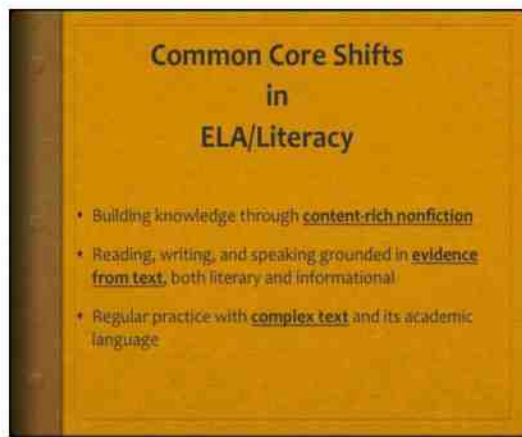 Common Core Shifts
in
ELA/Literacy
• Building knowledge through content-rich nonfiction
• Reading, writing, and speaking grounded in evidence
from text, both literary and informational
• Regular practice with complex text and its academic
language